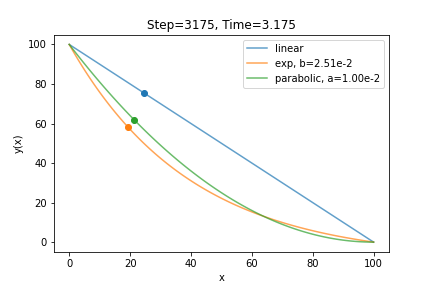 Step=3175, Time=3.175
linear
exp, b=2.51e-2
parabolic, a=1.00e-2
y(x)
100
80
60
40
20
0
0 20 40 60 80 100
x